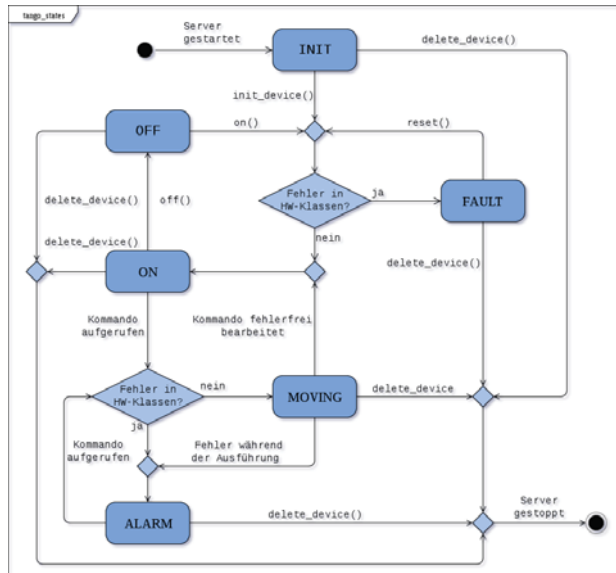 tango_states
Server
gestartet
INIT
delete_device()
init_device()
OFF
on()
reset()
Fehler in
HW-Klassen?
ja
FAULT
delete_device()
off()
nein
delete_device()
delete_device()
ON
Kommando
aufgerufen
Kommando fehlerfrei
bearbeitet
Fehler in
HW-Klassen?
nein
MOVING
delete_device
ja
Kommando
aufgerufen
Fehler während
der Ausführung
ALARM
delete_device()
Server
gestoppt